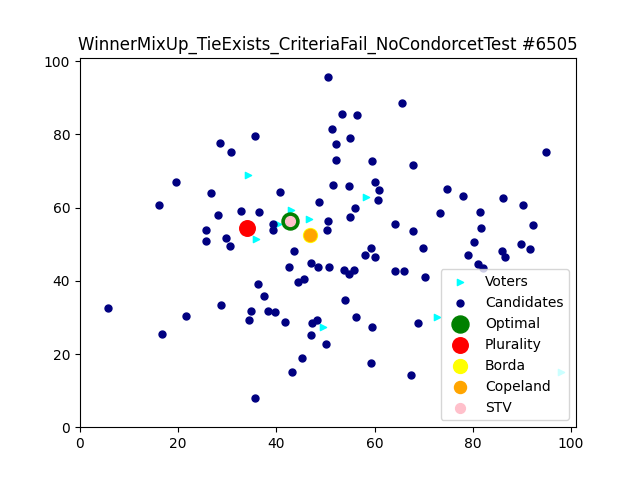 WinnerMixUp_TieExists_CriteriaFail_NoCondorcetTest #6505
100
80
60
40
20
0
0 20 40 60 80 100
Voters
Candidates
Optimal
Plurality
Borda
Copeland
STV